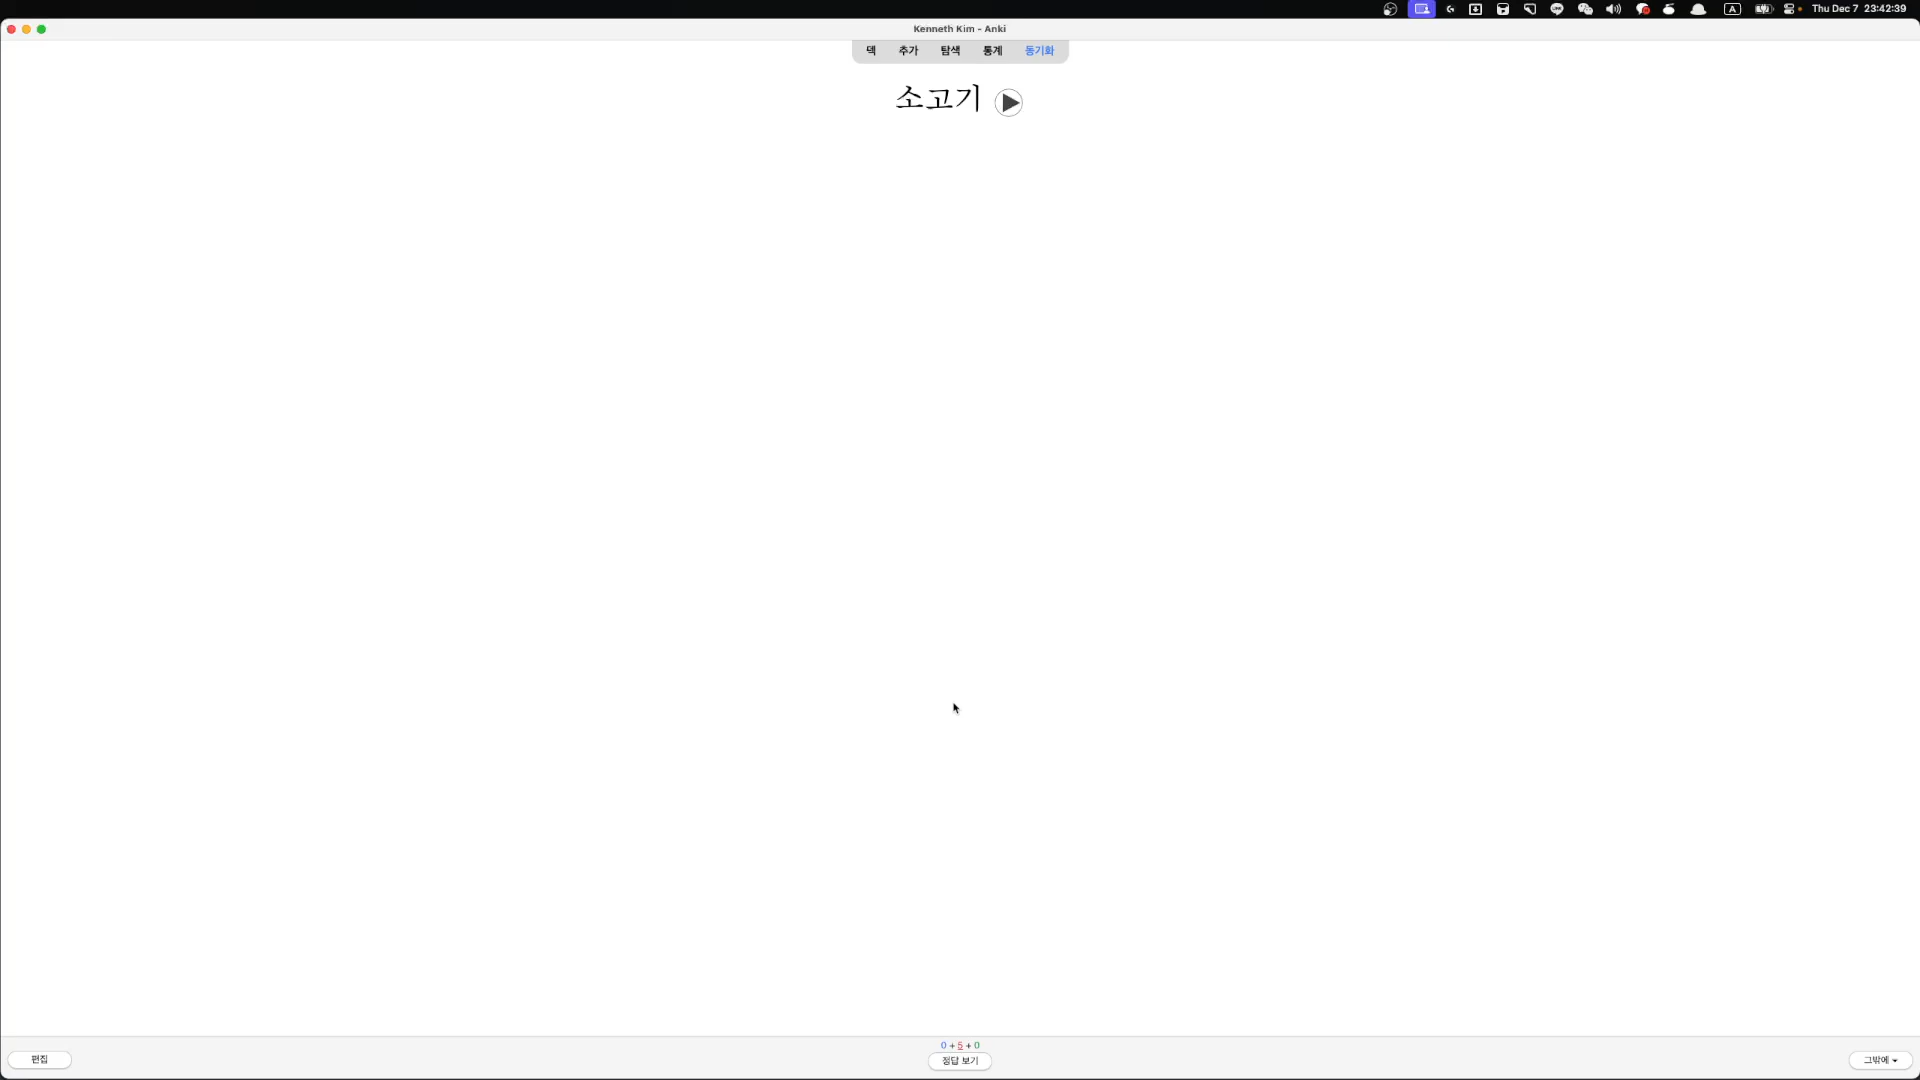 Thu Dec 7 23:42:39
Kenneth Kim - Anki
덱 추가 탐색 통계 동기화
소고기
0 + 5 + 0
편집 정답 보기 그밖에